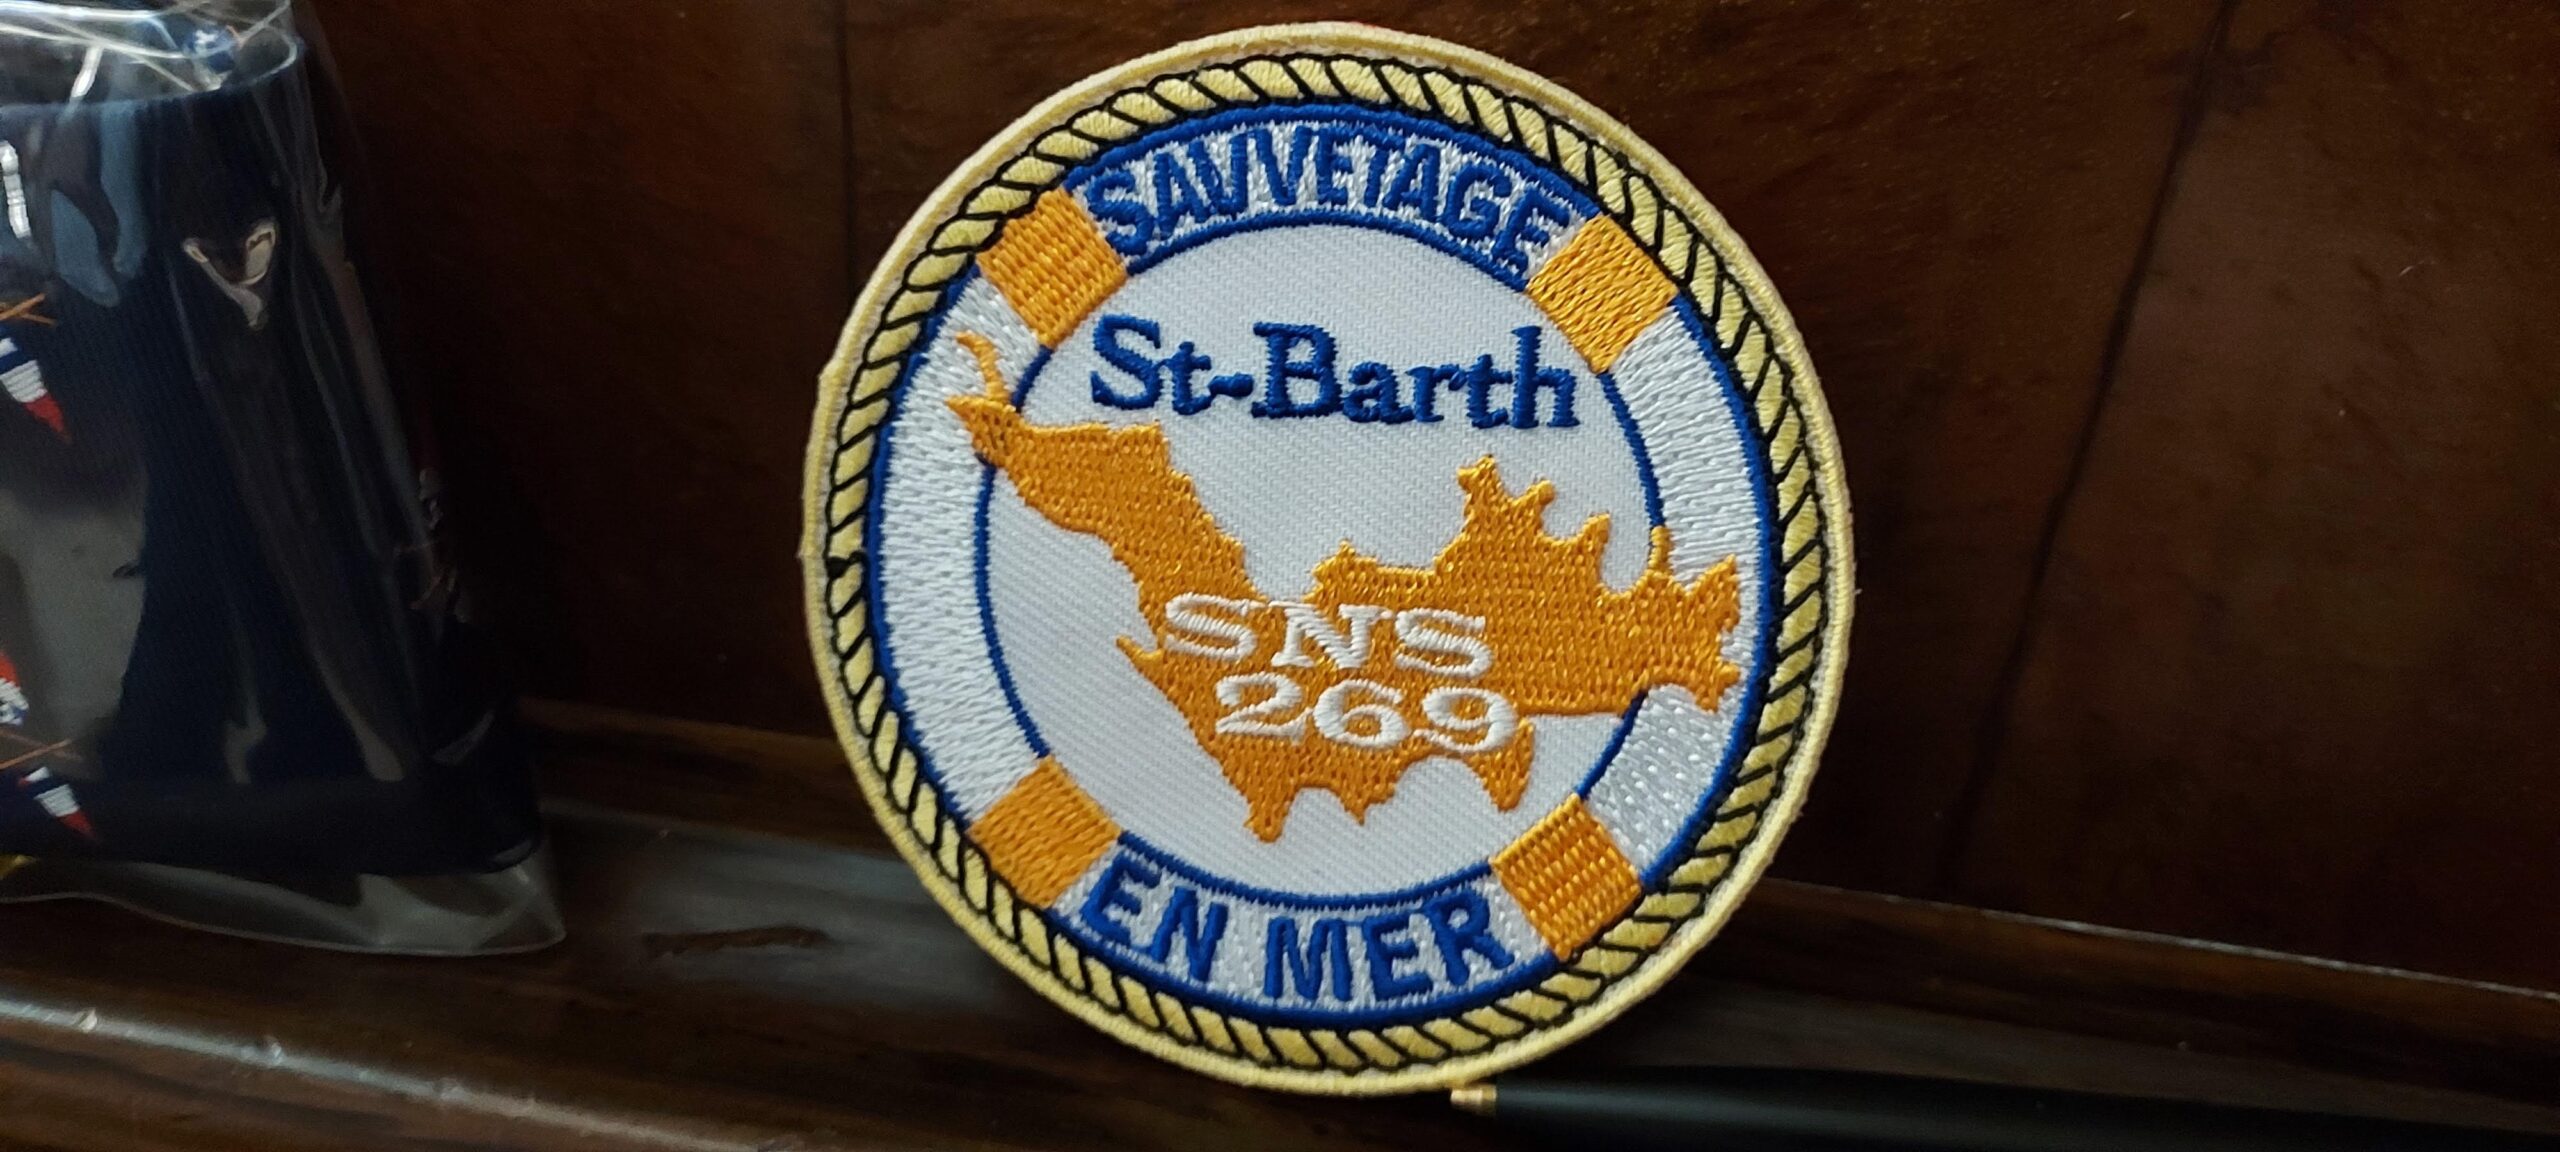 SAUVETAGE
St-Barth
SNS
269
EN MER